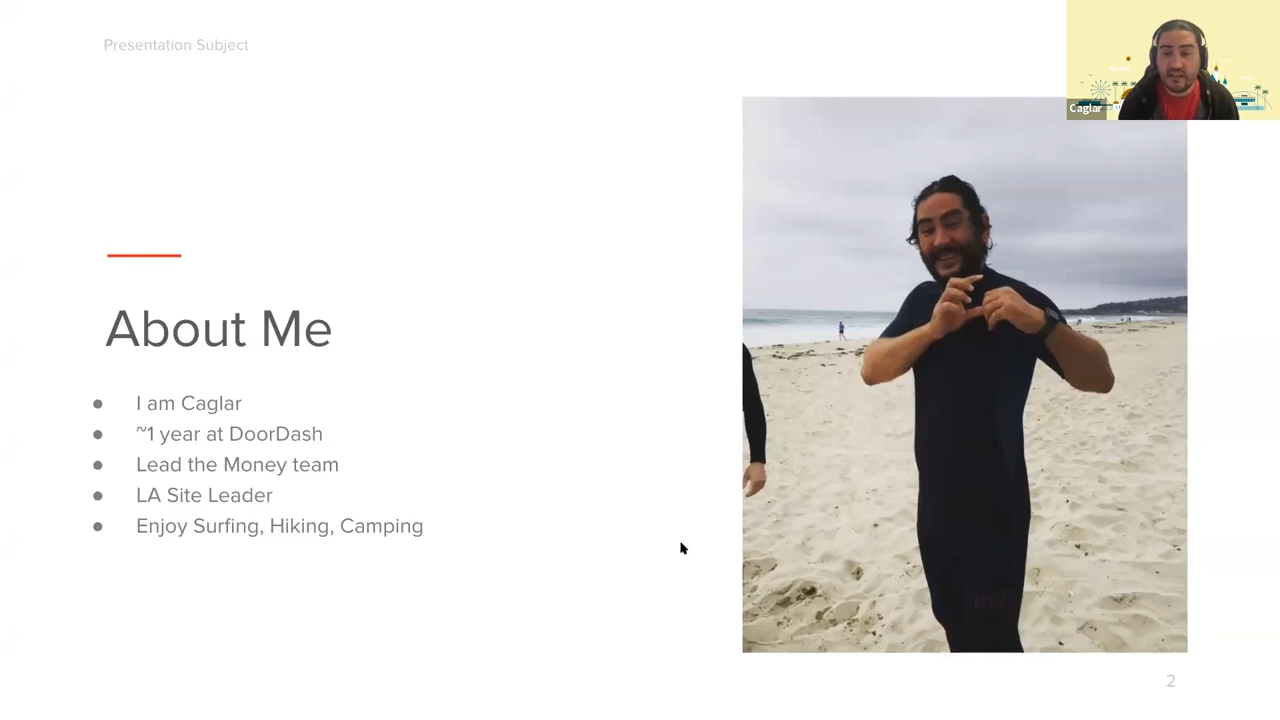 Presentation Subject
Caglar
About Me
● I am Caglar
● ~1 year at DoorDash
● Lead the Money team
● LA Site Leader
● Enjoy Surfing, Hiking, Camping
2